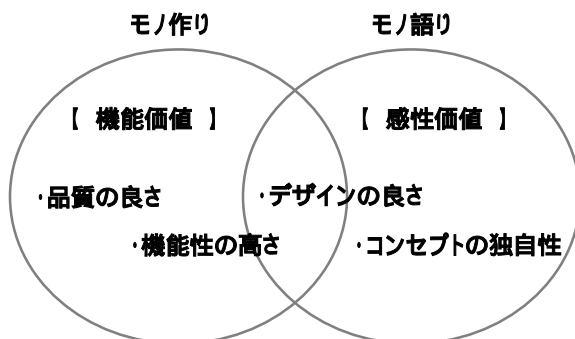 モノ作り
モノ語り
【 機能価値 】
【 感性価値 】
・品質の良さ
・デザインの良さ
・機能性の高さ
・コンセプトの独自性